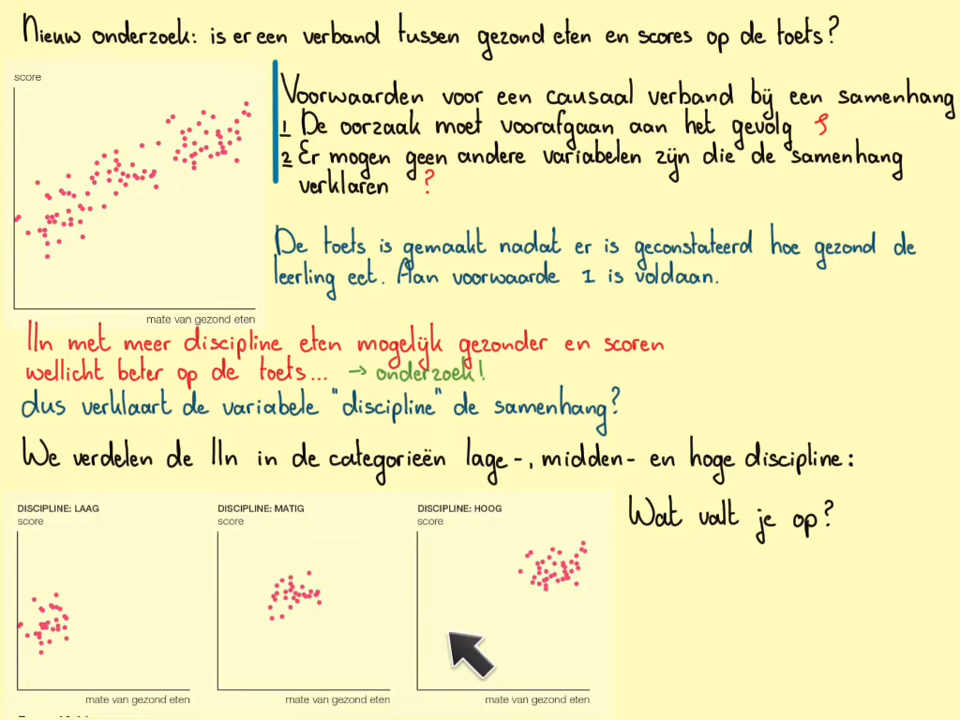 Nieuw onderzoek: is er een verband tussen gezond eten en scores op de toets?
score
mate van gezond eten
Voorwaarden voor een causaal verband bij een samenhang
1 De oorzaak moet voorafgaan aan het gevolg
2 Er mogen geen andere variabelen zijn die de samenhang
verklaren ?
De toets is gemaakt nadat er is geconstateerd hoe gezond de
leerling eet. Aan voorwaarde 1 is voldaan.
lln met meer discipline eten mogelijk gezonder en scoren
wellicht beter op de toets... → onderzoek!
dus verklaart de variabele "discipline" de samenhang?
We verdelen de lln in de categorieën lage-, midden- en hoge discipline:
DISCIPLINE: LAAG
score
mate van gezond eten
DISCIPLINE: MATIG
score
mate van gezond eten
DISCIPLINE: HOOG
score
mate van gezond eten
Wat valt je op?